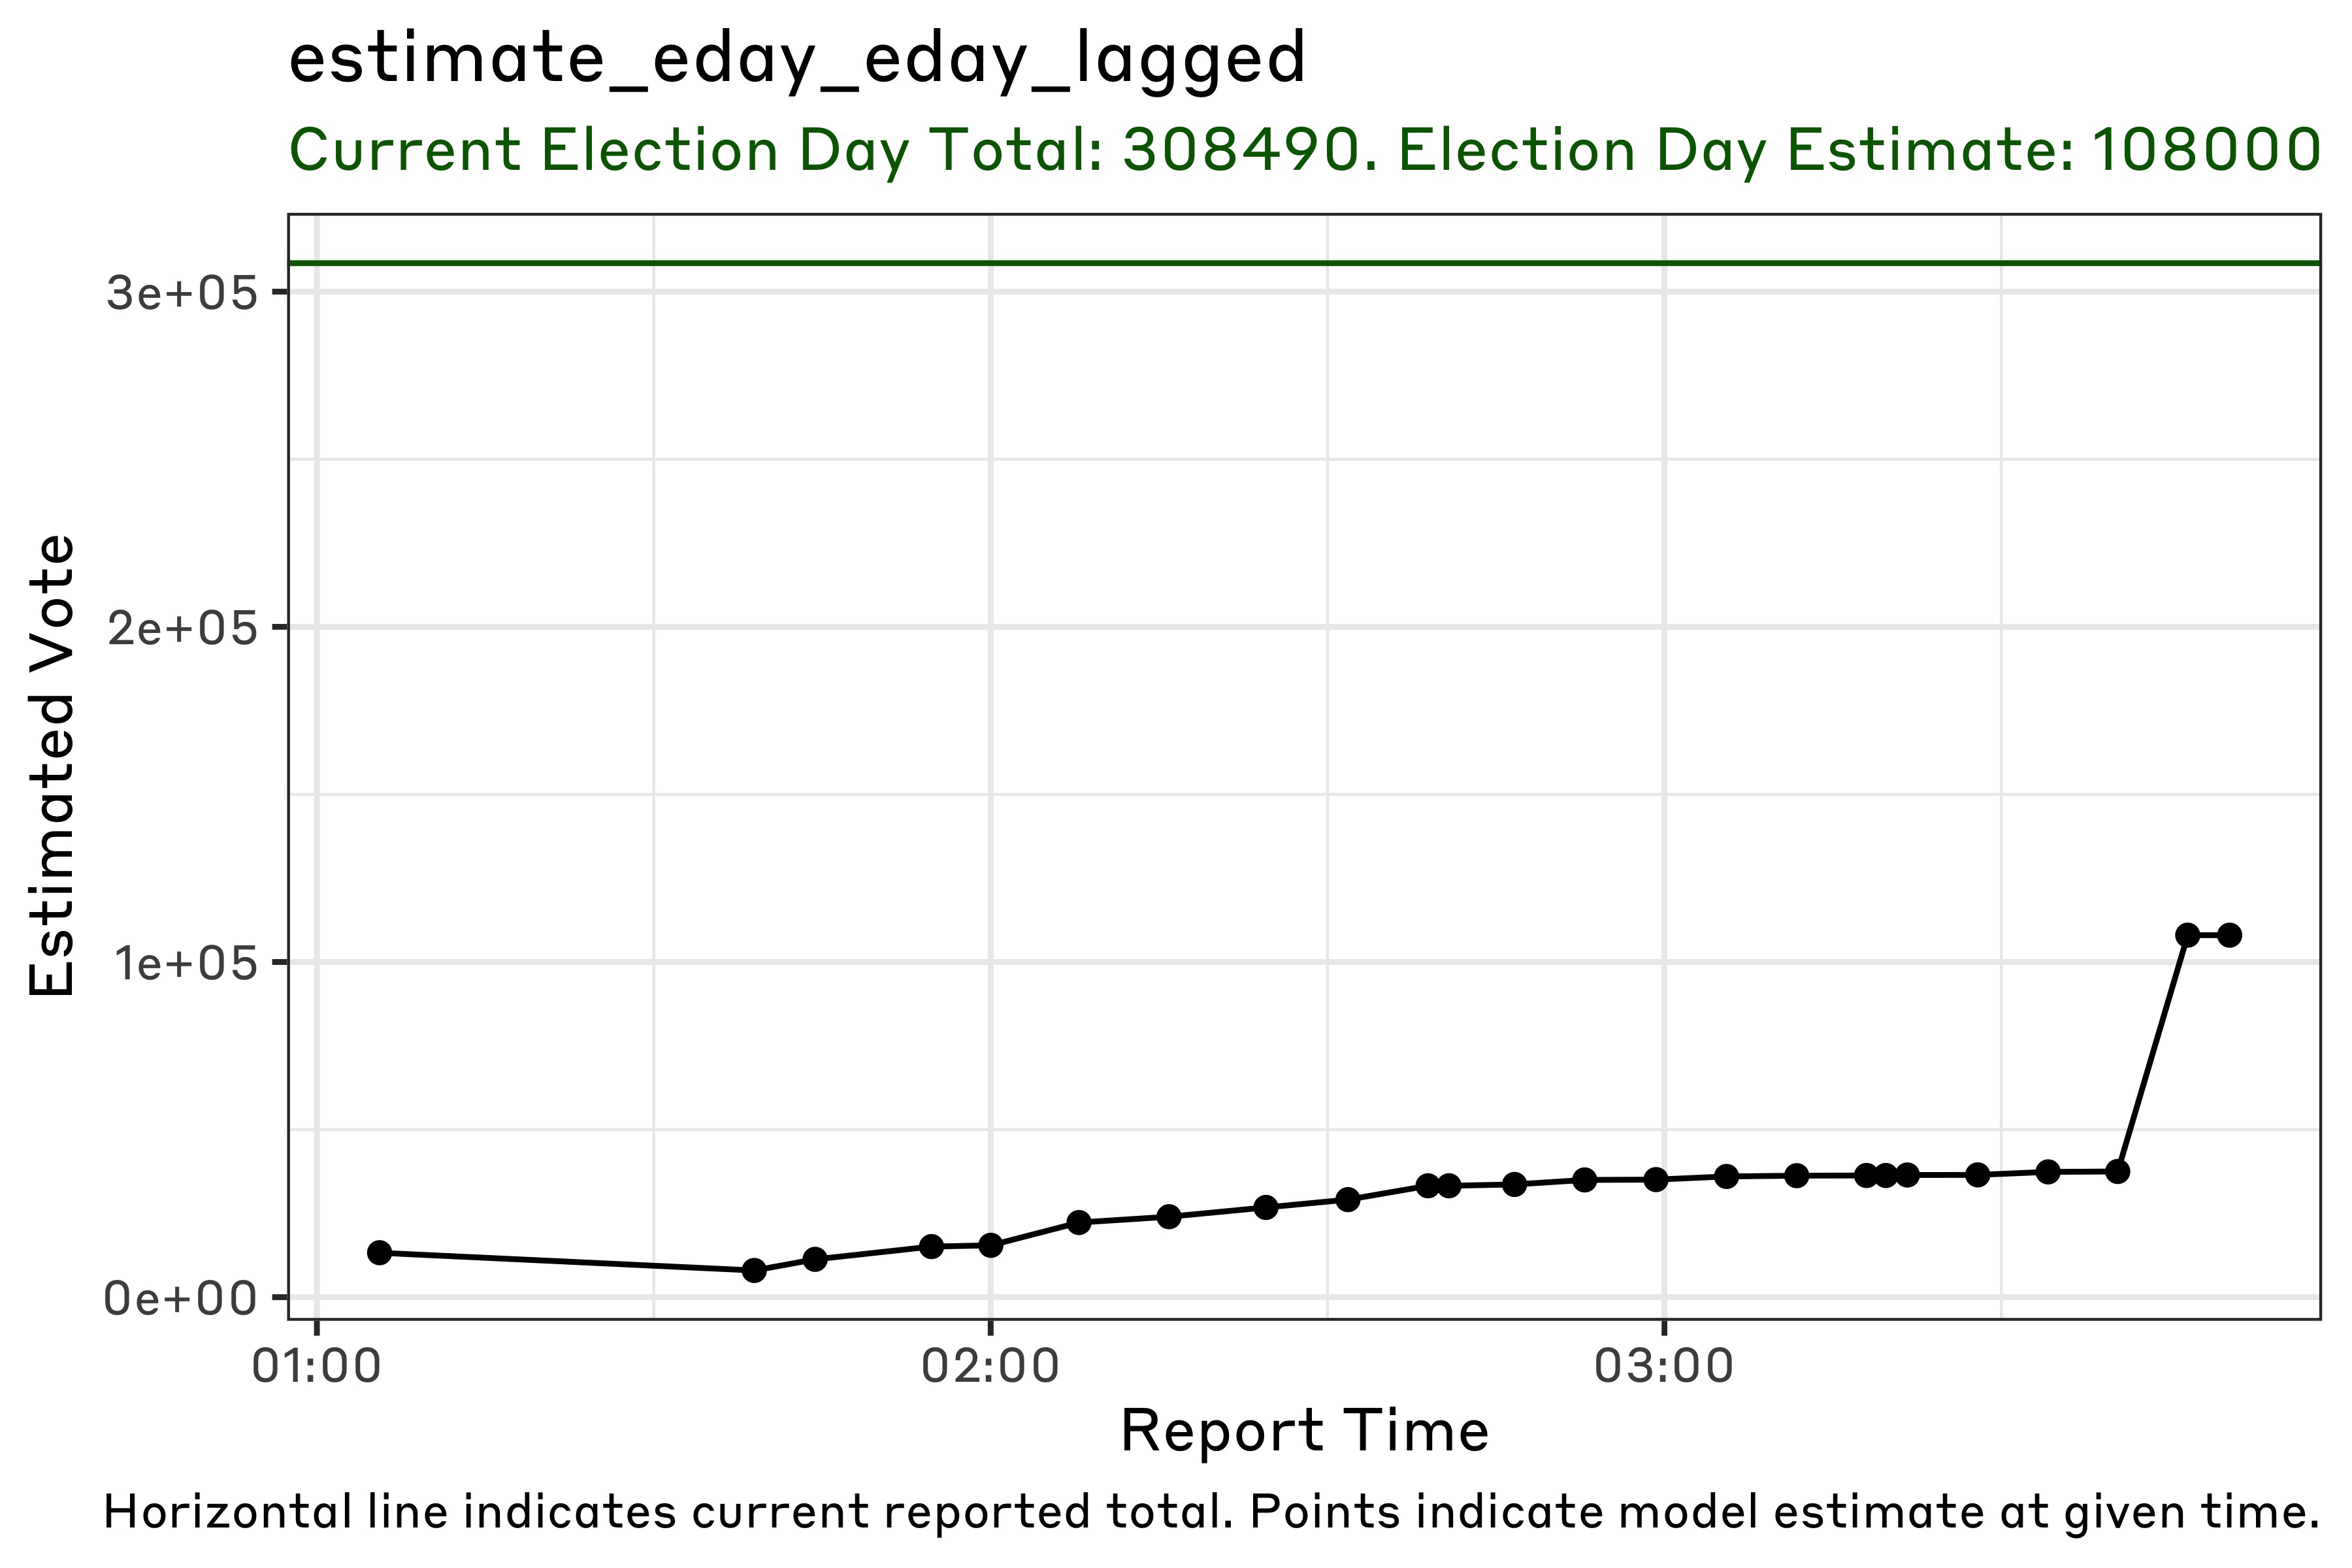 estimate_eday_eday_lagged
Current Election Day Total: 308490. Election Day Estimate: 108000
Estimated Vote
3e+05
2e+05
1e+05
0e+00
01:00 02:00 03:00
Report Time
Horizontal line indicates current reported total. Points indicate model estimate at given time.